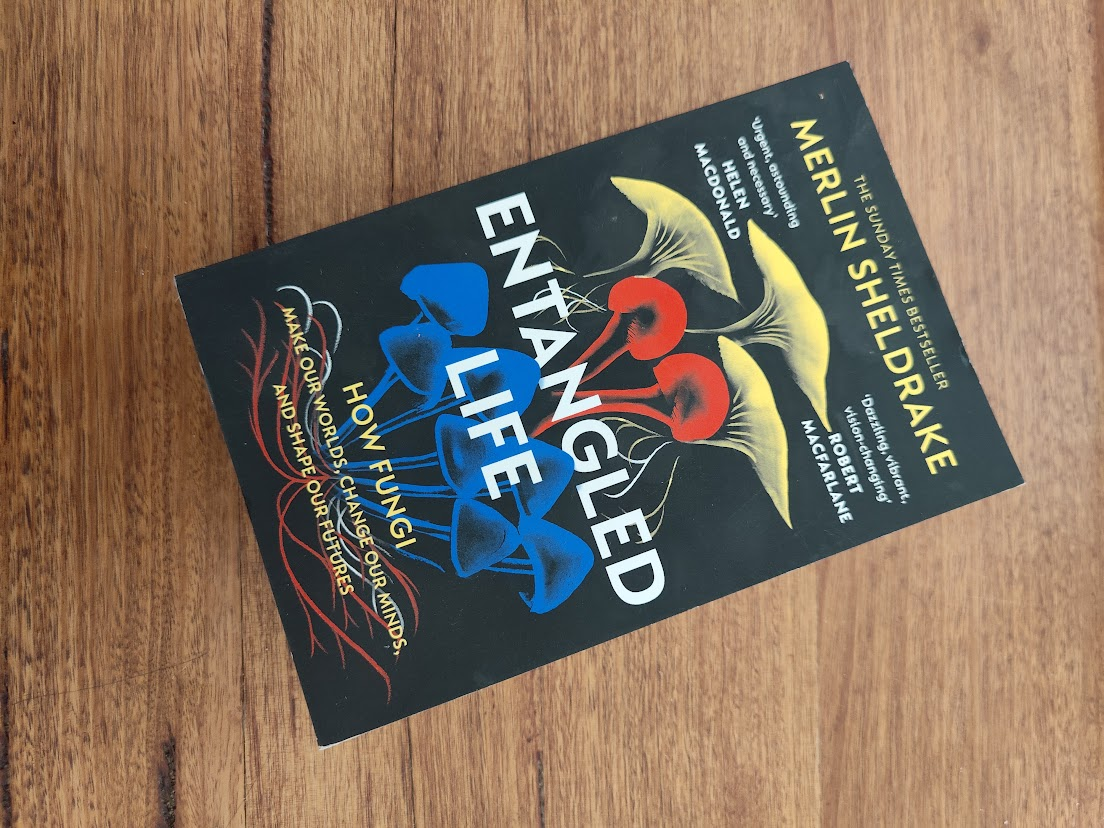 THE SUNDAY TIMES BESTSELLER
MERLIN SHELDRAKE
'Urgent, astounding
and necessary'
HELEN
MACDONALD
'Dazzling, vibrant,
vision-changing'
ROBERT
MACFARLANE
ENTANGLED
LIFE
HOW FUNGI
MAKE OUR WORLDS, CHANGE OUR MINDS,
AND SHAPE OUR FUTURES